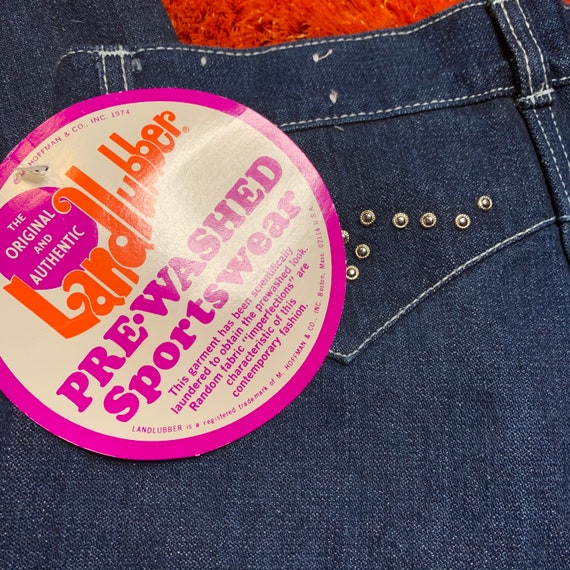 © M. HOFFMAN & CO., INC. 1974
THE
ORIGINAL
AND
AUTHENTIC
LandLubber®
PRE-WASHED
Sportswear
This garment has been scientifically
laundered to obtain the prewashed look.
Random fabric "imperfections" are
characteristic of this
contemporary fashion.
LANDLUBBER is a registered trademark of M. HOFFMAN & CO., INC. Boston, Mass. 02118 U.S.A.